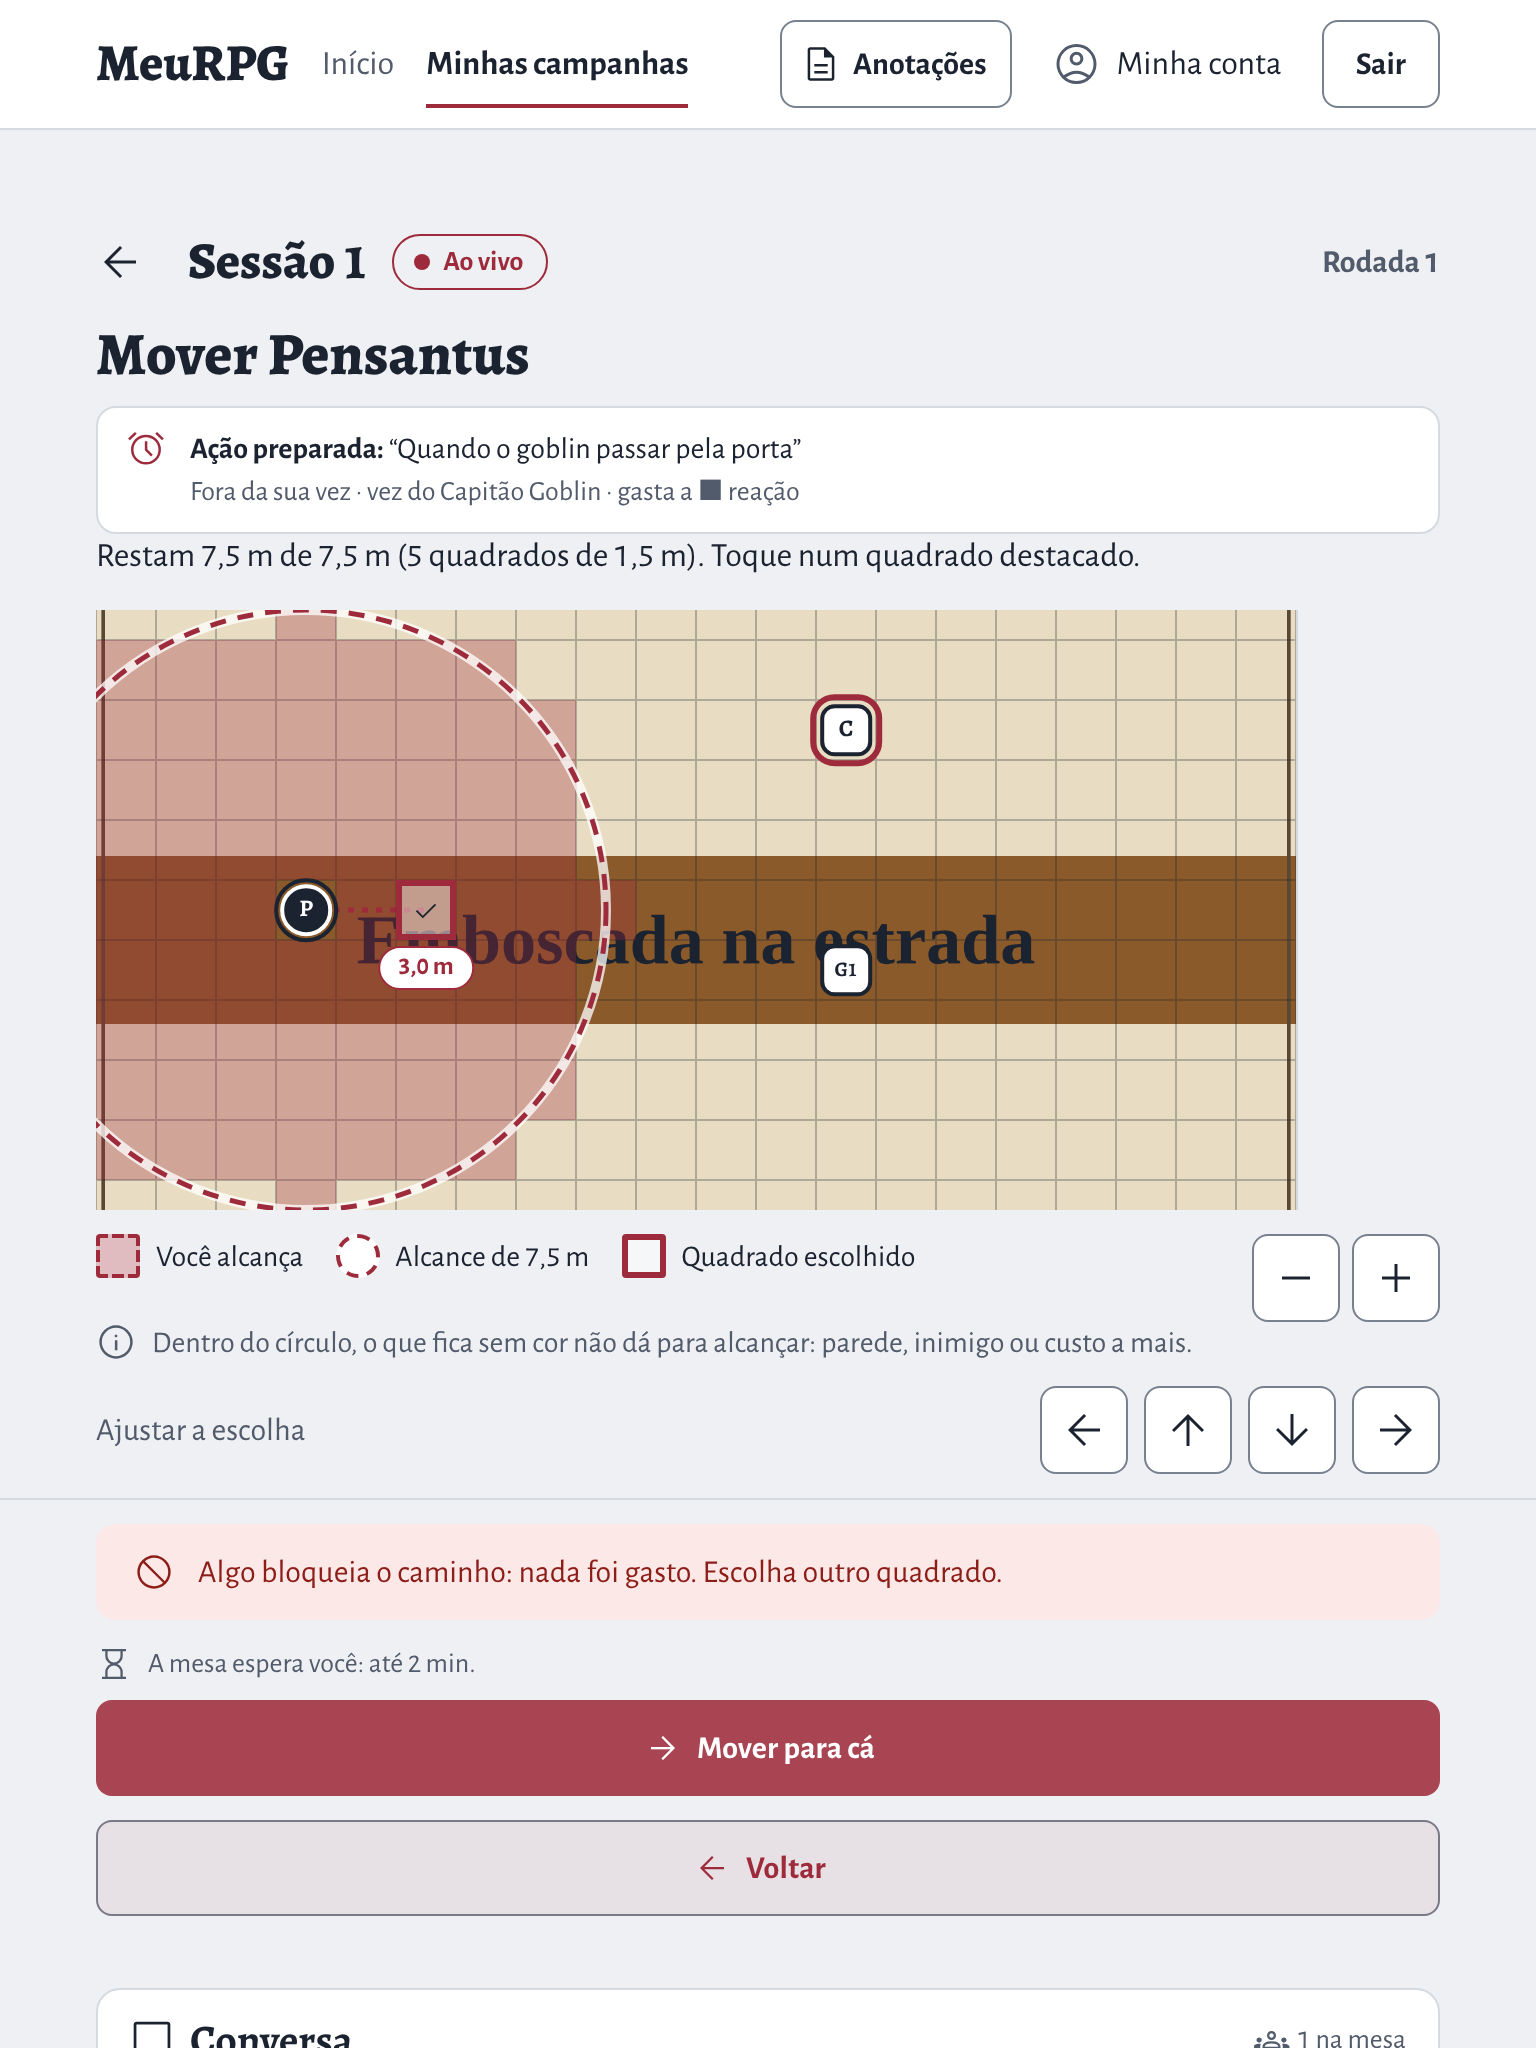 MeuRPG Início Minhas campanhas Anotações Minha conta Sair
Sessão 1 Ao vivo Rodada 1
Mover Pensantus
Ação preparada: “Quando o goblin passar pela porta”
Fora da sua vez · vez do Capitão Goblin · gasta a ■ reação
Restam 7,5 m de 7,5 m (5 quadrados de 1,5 m). Toque num quadrado destacado.
C
P
Emboscada na estrada
3,0 m
G1
Você alcança Alcance de 7,5 m Quadrado escolhido
Dentro do círculo, o que fica sem cor não dá para alcançar: parede, inimigo ou custo a mais.
Ajustar a escolha
Algo bloqueia o caminho: nada foi gasto. Escolha outro quadrado.
A mesa espera você: até 2 min.
Mover para cá
Voltar
Conversa 1 na mesa